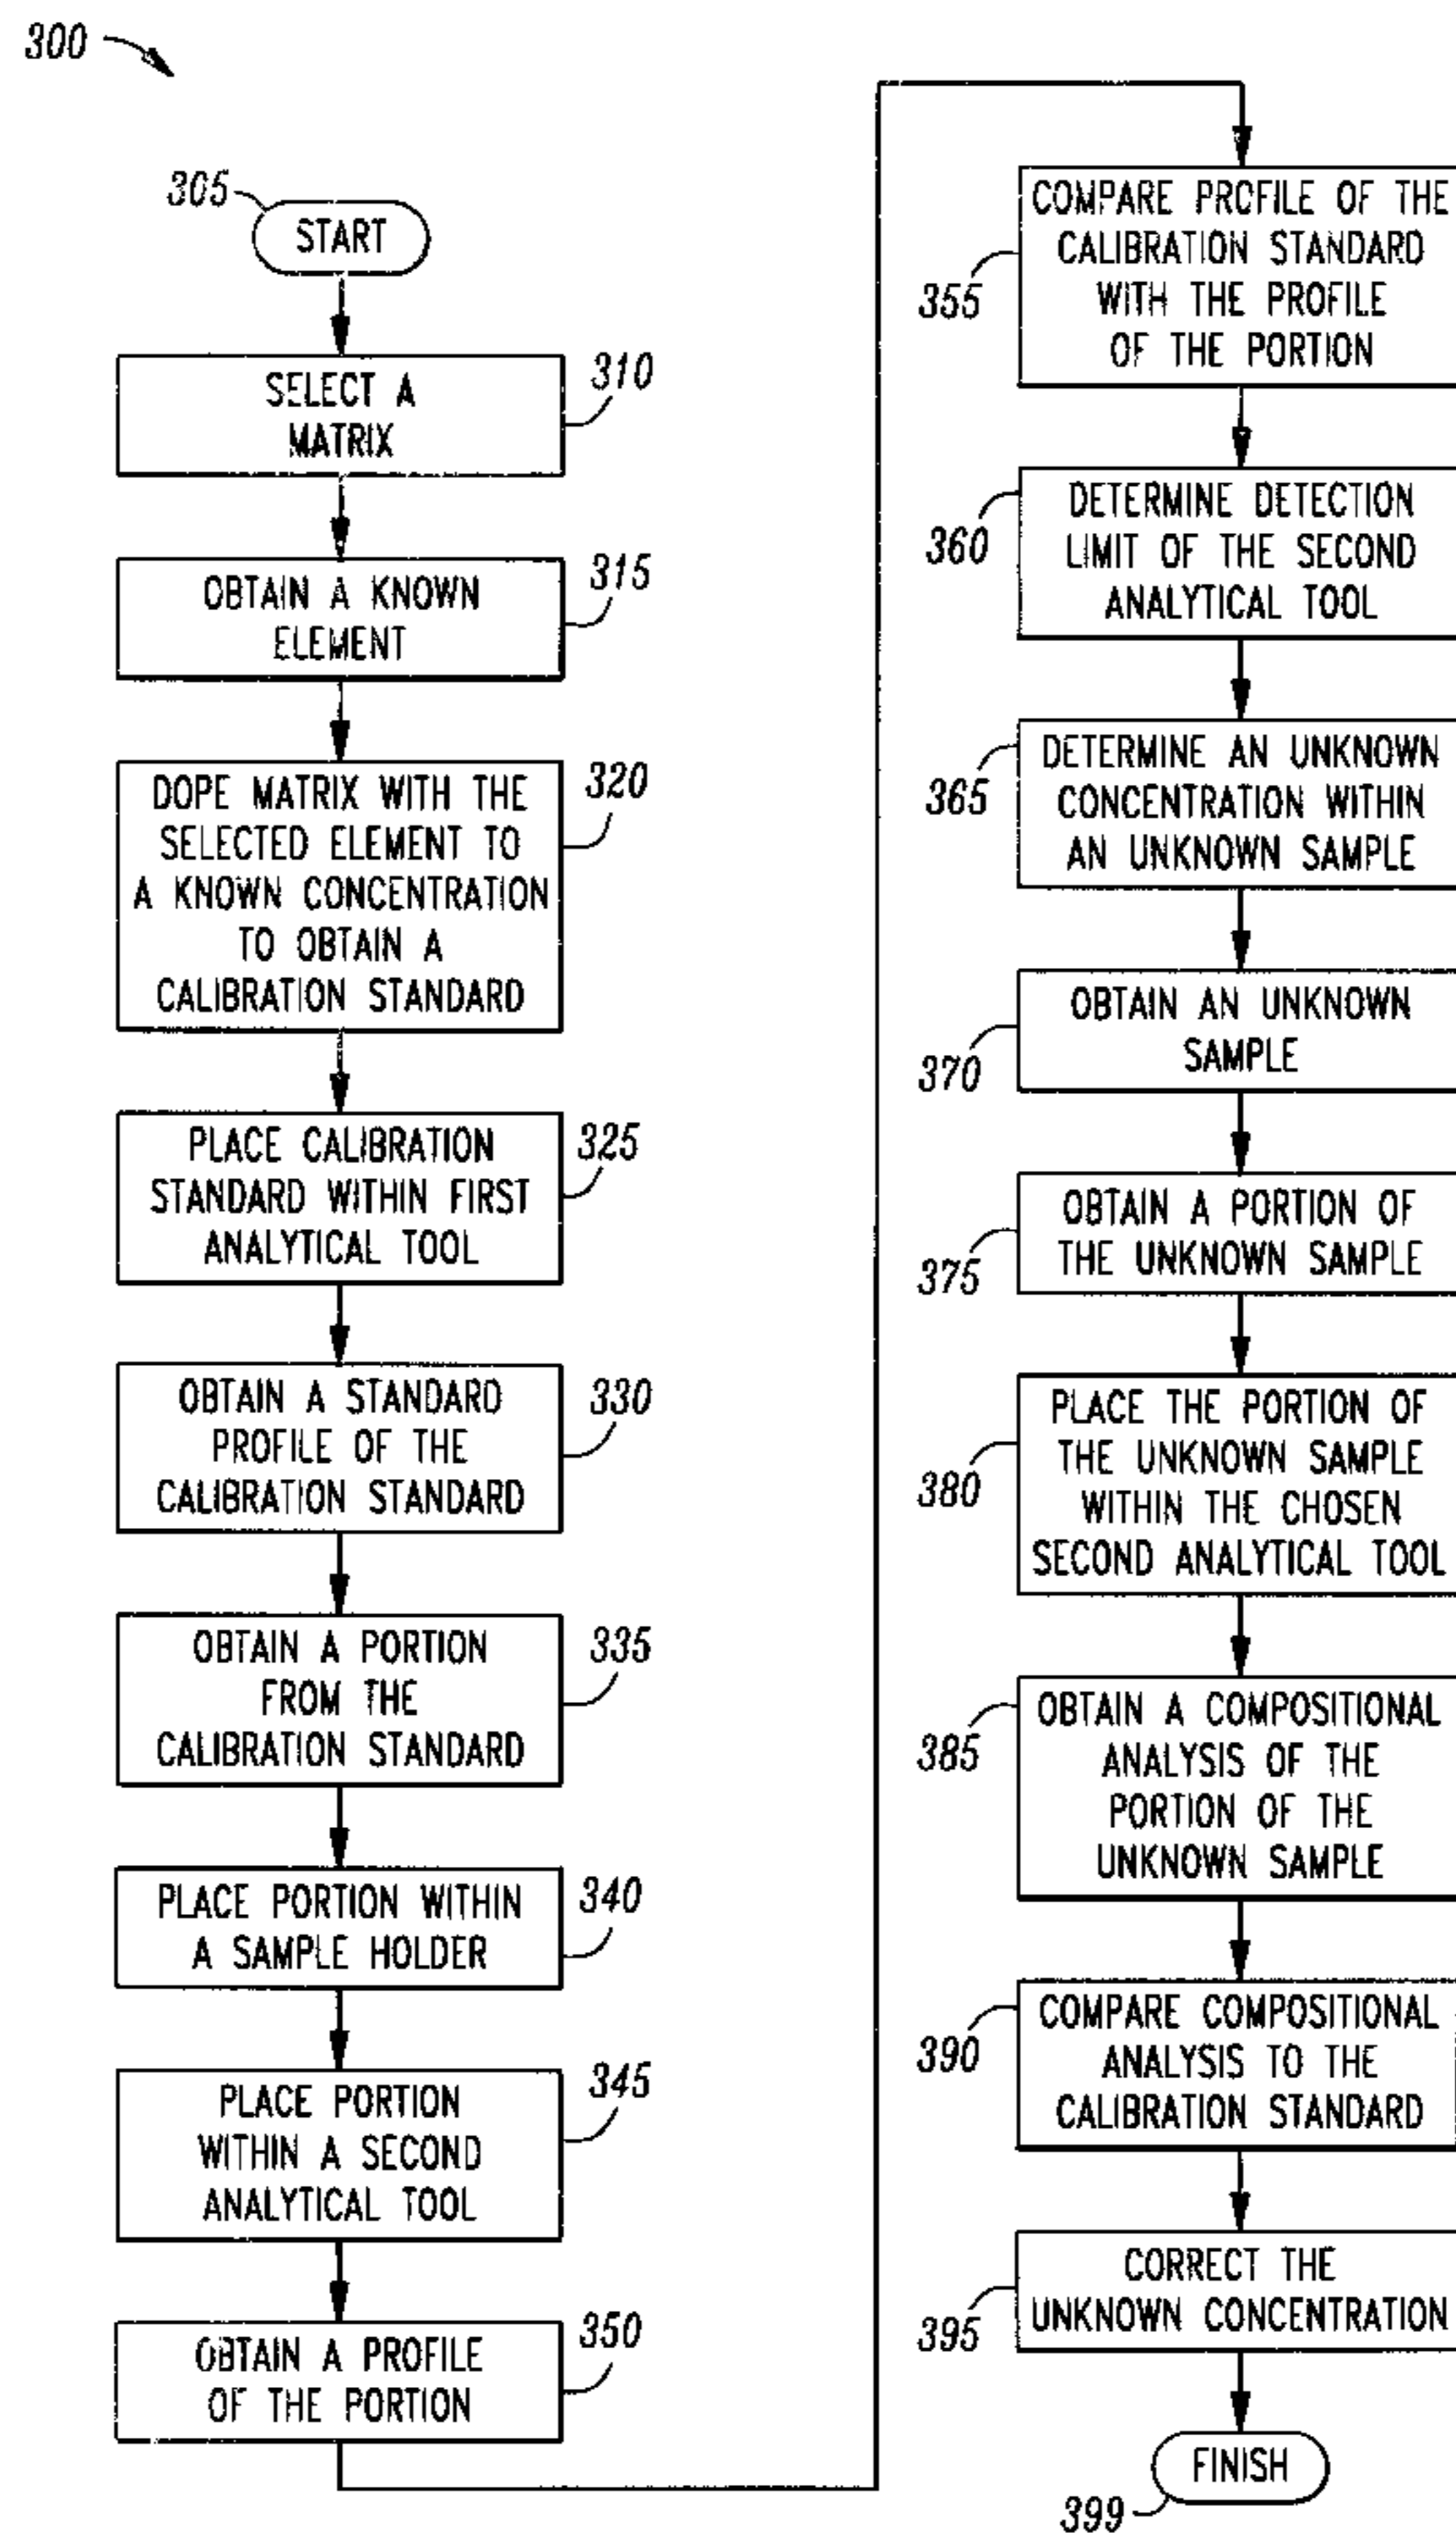 300
305
START
SELECT A
MATRIX
310
OBTAIN A KNOWN
ELEMENT
315
DOPE MATRIX WITH THE
SELECTED ELEMENT TO
A KNOWN CONCENTRATION
TO OBTAIN A
CALIBRATION STANDARD
320
PLACE CALIBRATION
STANDARD WITHIN FIRST
ANALYTICAL TOOL
325
OBTAIN A STANDARD
PROFILE OF THE
CALIBRATION STANDARD
330
OBTAIN A PORTION
FROM THE
CALIBRATION STANDARD
335
PLACE PORTION WITHIN
A SAMPLE HOLDER
340
PLACE PORTION
WITHIN A SECOND
ANALYTICAL TOOL
345
OBTAIN A PROFILE
OF THE PORTION
350
COMPARE PROFILE OF THE
CALIBRATION STANDARD
WITH THE PROFILE
OF THE PORTION
355
DETERMINE DETECTION
LIMIT OF THE SECOND
ANALYTICAL TOOL
360
DETERMINE AN UNKNOWN
CONCENTRATION WITHIN
AN UNKNOWN SAMPLE
365
OBTAIN AN UNKNOWN
SAMPLE
370
OBTAIN A PORTION OF
THE UNKNOWN SAMPLE
375
PLACE THE PORTION OF
THE UNKNOWN SAMPLE
WITHIN THE CHOSEN
SECOND ANALYTICAL TOOL
380
OBTAIN A COMPOSITIONAL
ANALYSIS OF THE
PORTION OF THE
UNKNOWN SAMPLE
385
COMPARE COMPOSITIONAL
ANALYSIS TO THE
CALIBRATION STANDARD
390
CORRECT THE
UNKNOWN CONCENTRATION
395
FINISH
399